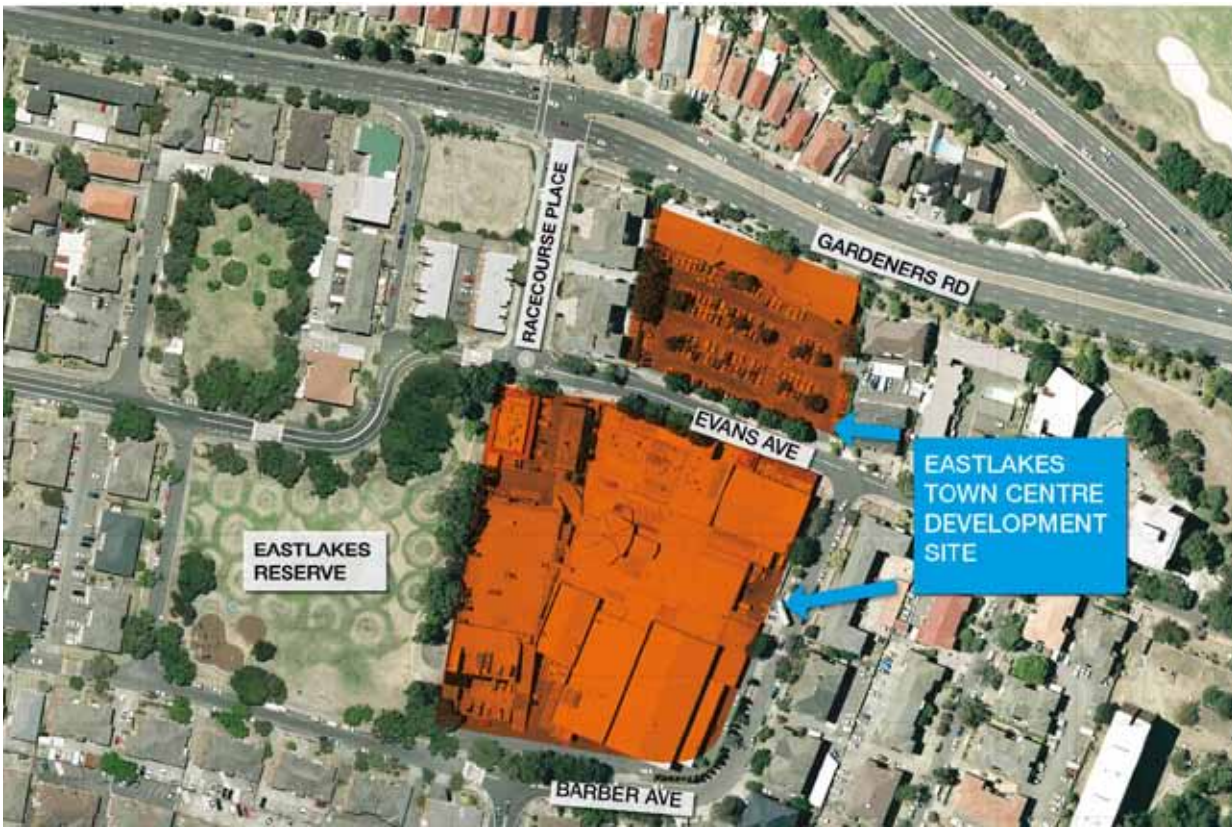 RACECOURSE PLACE
GARDENERS RD
EVANS AVE
EASTLAKES
TOWN CENTRE
DEVELOPMENT
SITE
EASTLAKES
RESERVE
BARBER AVE